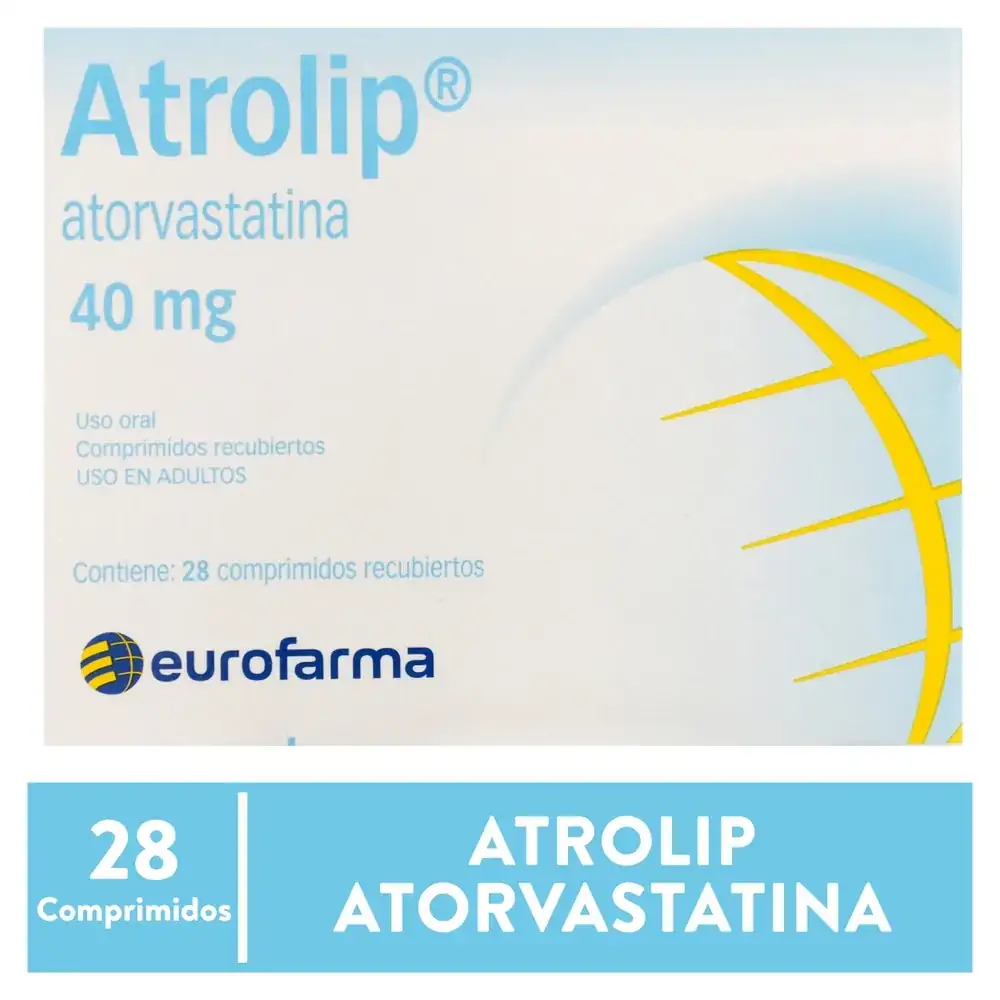 Atrolip®
atorvastatina
40 mg
Uso oral
Comprimidos recubiertos
USO EN ADULTOS
Contiene: 28 comprimidos recubiertos
eurofarma
28
Comprimidos
ATROLIP
ATORVASTATINA